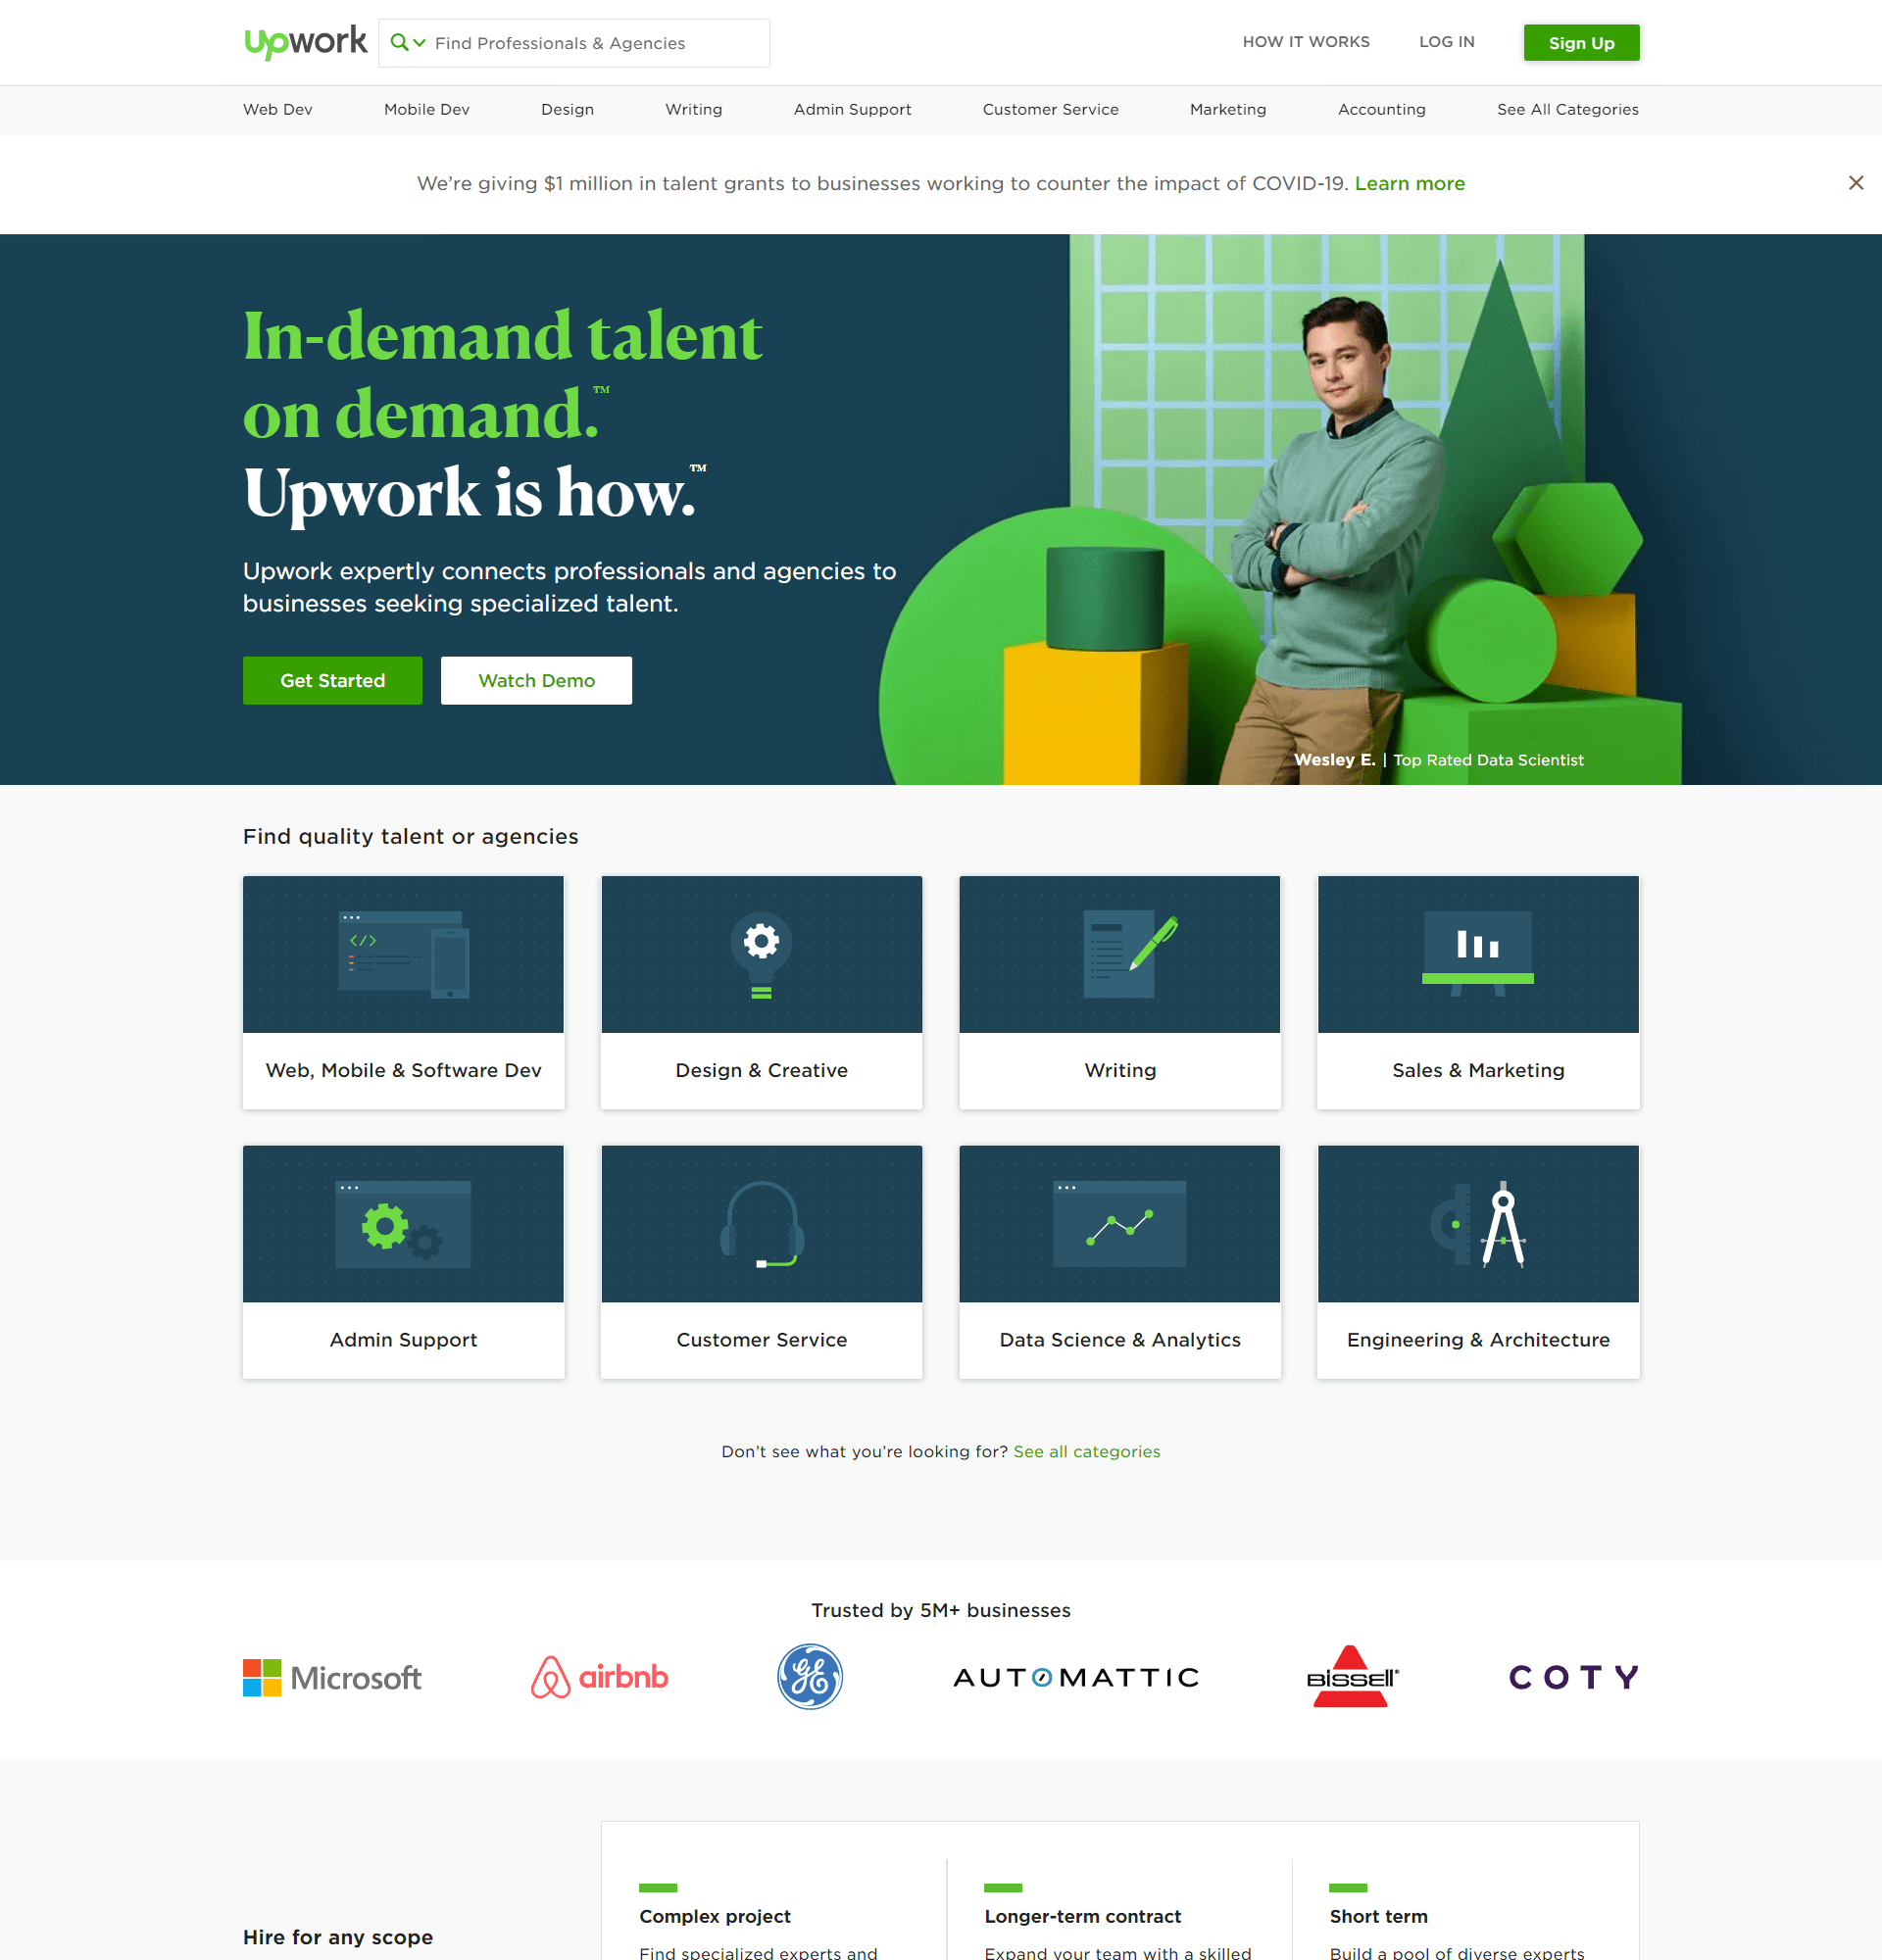 upwork
Find Professionals & Agencies
HOW IT WORKS
LOG IN
Sign Up
Web Dev
Mobile Dev
Design
Writing
Admin Support
Customer Service
Marketing
Accounting
See All Categories
We’re giving $1 million in talent grants to businesses working to counter the impact of COVID-19. Learn more
In-demand talent
on demand.™
Upwork is how.™
Upwork expertly connects professionals and agencies to
businesses seeking specialized talent.
Get Started
Watch Demo
Wesley E. | Top Rated Data Scientist
Find quality talent or agencies
Web, Mobile & Software Dev
Design & Creative
Writing
Sales & Marketing
Admin Support
Customer Service
Data Science & Analytics
Engineering & Architecture
Don’t see what you’re looking for? See all categories
Trusted by 5M+ businesses
Microsoft
airbnb
GE
AUTOMATTIC
BISSELL®
COTY
Hire for any scope
Complex project
Find specialized experts and
Longer-term contract
Expand your team with a skilled
Short term
Build a pool of diverse experts